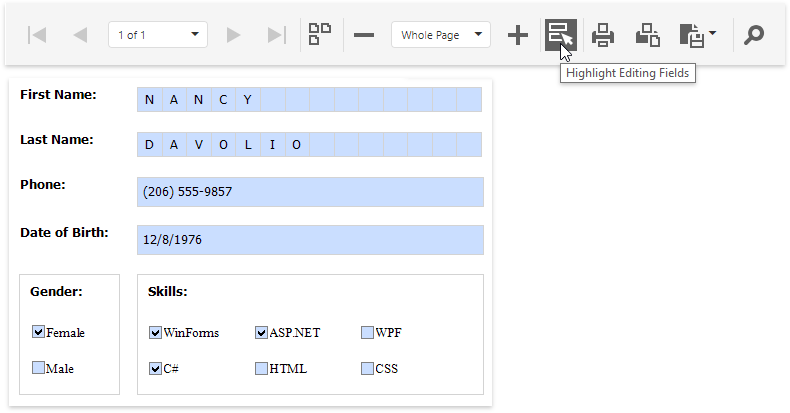 1 of 1 Whole Page
Highlight Editing Fields
First Name: N A N C Y
Last Name: D A V O L I O
Phone: (206) 555-9857
Date of Birth: 12/8/1976
Gender: Skills:
Female WinForms ASP.NET WPF
Male C# HTML CSS